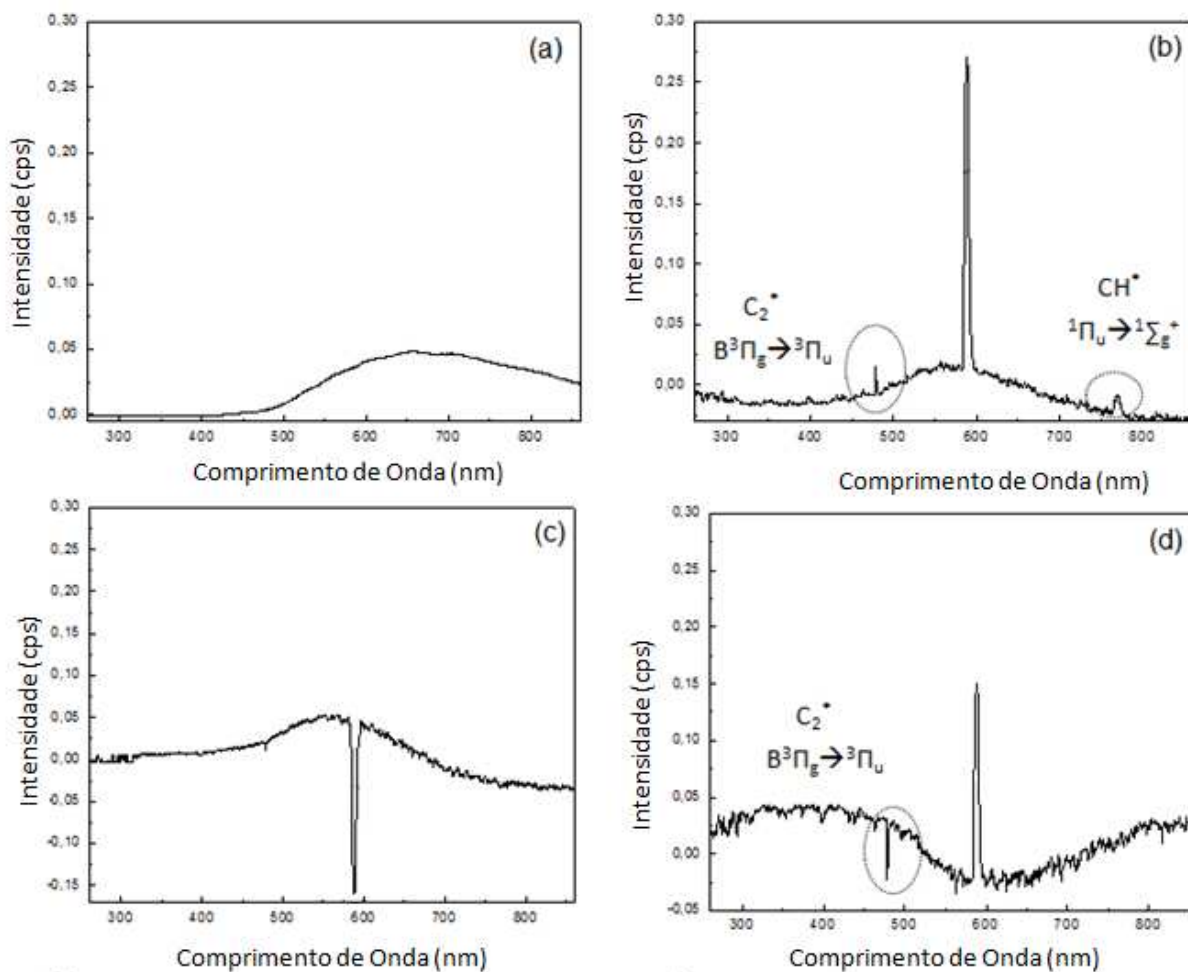 (a)
0,30
0,25
0,20
0,15
0,10
0,05
0,00
Intensidade (cps)
300 400 500 600 700 800
Comprimento de Onda (nm)
(b)
0,30
0,25
0,20
0,15
0,10
0,05
0,00
Intensidade (cps)
C₂*
B³Π_g→³Π_u
CH*
¹Π_u→¹Σ_g⁺
300 400 500 600 700 800
Comprimento de Onda (nm)
(c)
0,30
0,25
0,20
0,15
0,10
0,05
0,00
-0,05
-0,10
-0,15
Intensidade (cps)
300 400 500 600 700 800
Comprimento de Onda (nm)
(d)
0,30
0,25
0,20
0,15
0,10
0,05
0,00
-0,05
Intensidade (cps)
C₂*
B³Π_g→³Π_u
300 400 500 600 700 800
Comprimento de Onda (nm)